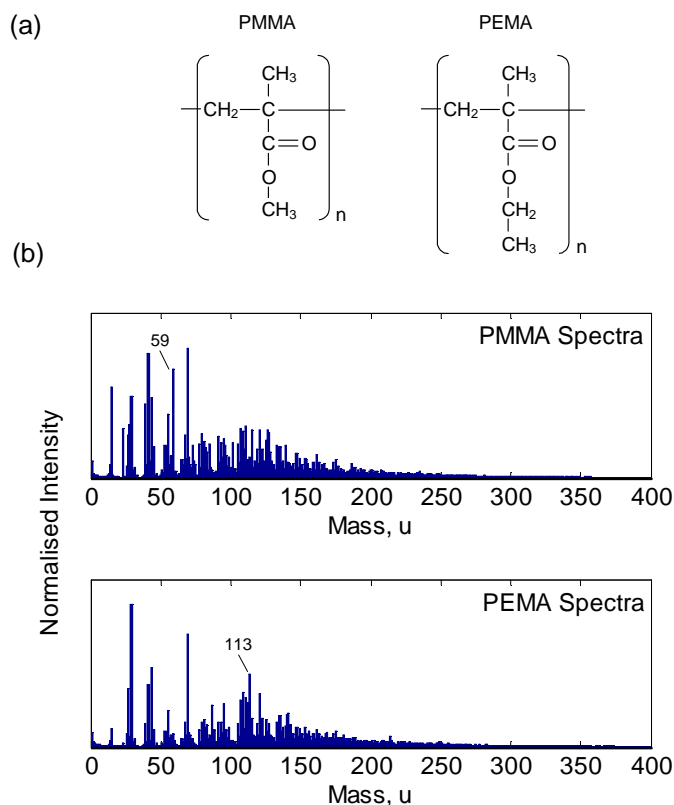 (a)
PMMA
PEMA
CH3
CH3
CH2—C
CH2—C
C=O
C=O
O
O
CH3
n
CH2
CH3
n
(b)
59
PMMA Spectra
0 50 100 150 200 250 300 350 400
Mass, u
Normalised Intensity
113
PEMA Spectra
0 50 100 150 200 250 300 350 400
Mass, u